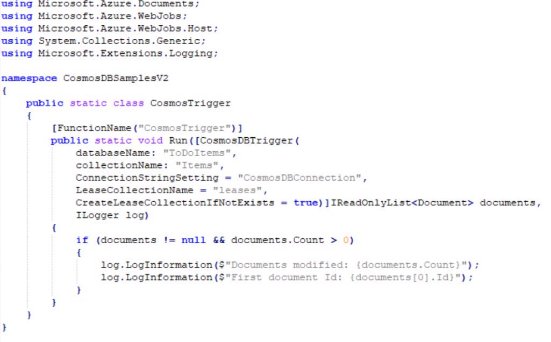 using Microsoft.Azure.Documents;
using Microsoft.Azure.WebJobs;
using Microsoft.Azure.WebJobs.Host;
using System.Collections.Generic;
using Microsoft.Extensions.Logging;

namespace CosmosDBSamplesV2
{
    public static class CosmosTrigger
    {
        [FunctionName("CosmosTrigger")]
        public static void Run([CosmosDBTrigger(
            databaseName: "ToDoItems",
            collectionName: "Items",
            ConnectionStringSetting = "CosmosDBConnection",
            LeaseCollectionName = "leases",
            CreateLeaseCollectionIfNotExists = true)]IReadOnlyList<Document> documents,
            ILogger log)
        {
            if (documents != null && documents.Count > 0)
            {
                log.LogInformation($"Documents modified: {documents.Count}");
                log.LogInformation($"First document Id: {documents[0].Id}");
            }
        }
    }
}